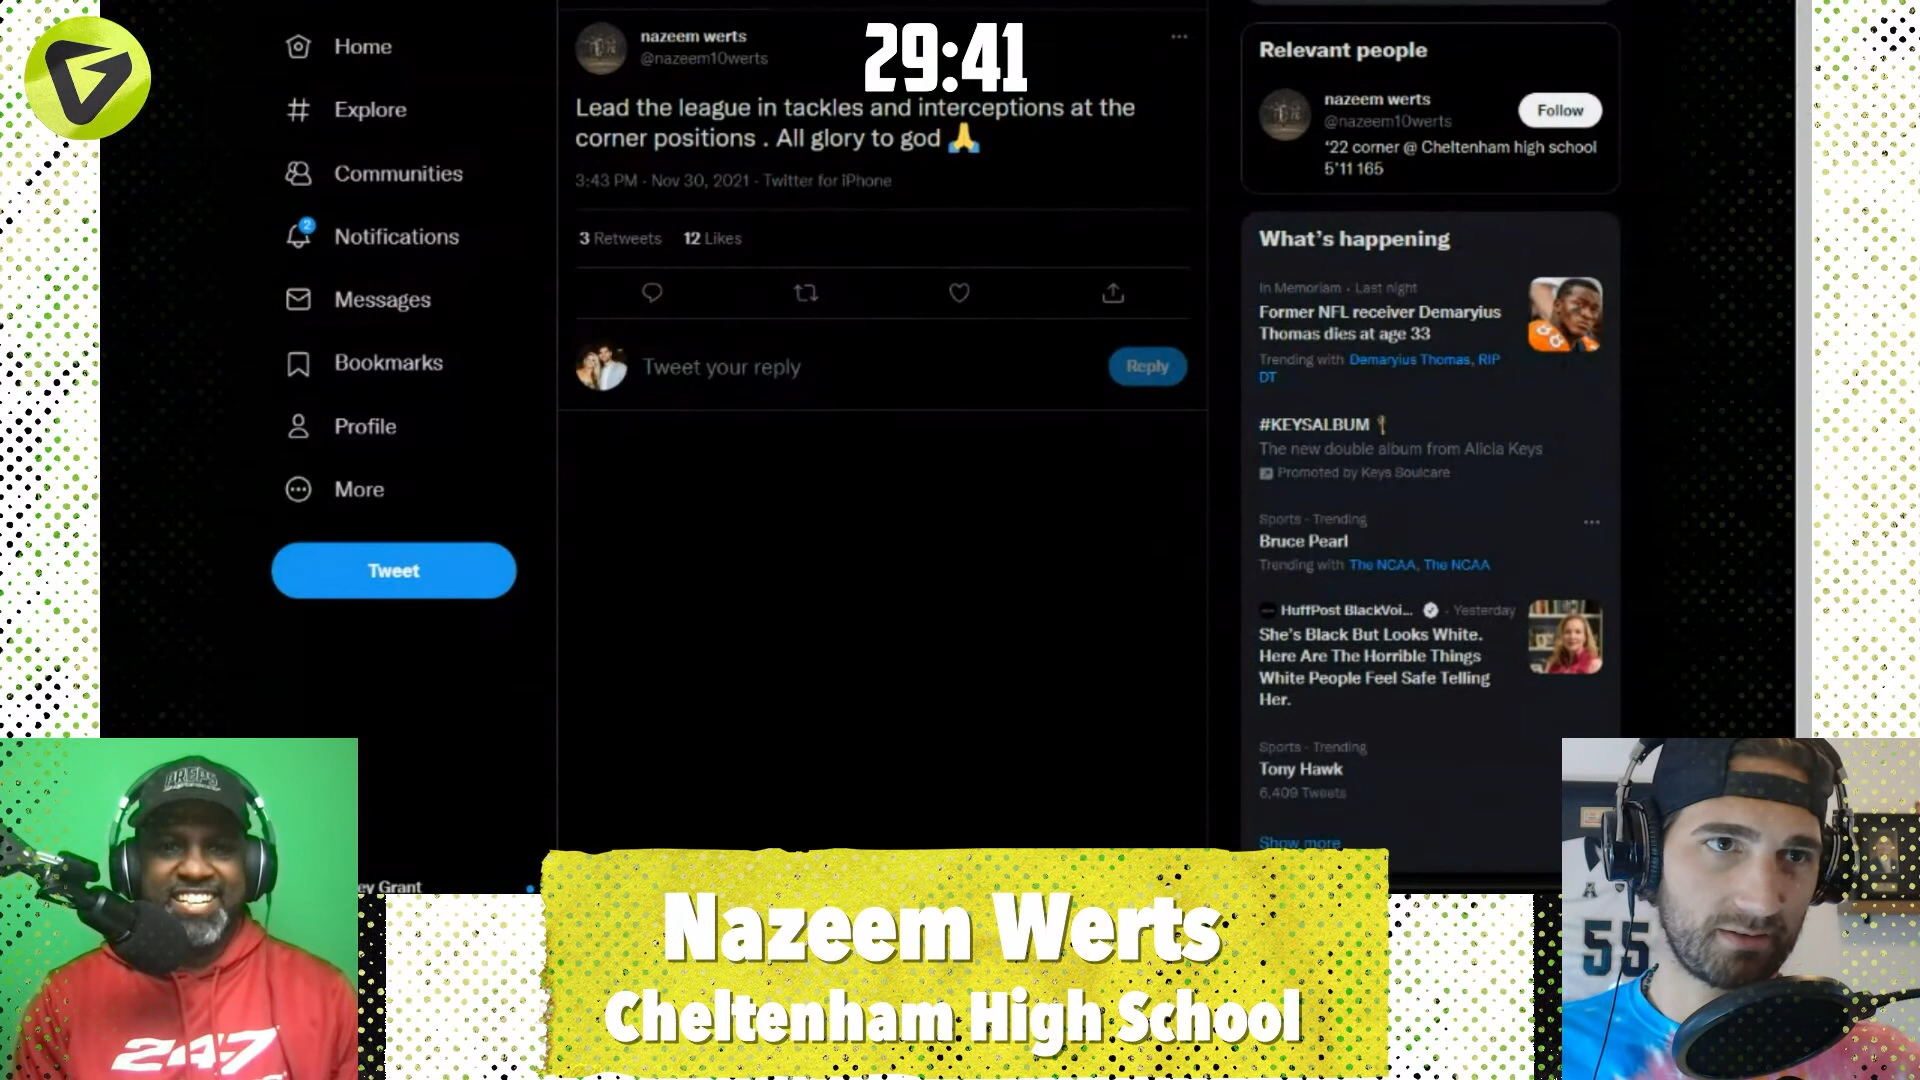 29:41
Home
Explore
Communities
2
Notifications
Messages
Bookmarks
Profile
More
Tweet
ey Grant
nazeem werts
@nazeem10werts
Lead the league in tackles and interceptions at the
corner positions . All glory to god 🙏
3:43 PM · Nov 30, 2021 · Twitter for iPhone
3 Retweets 12 Likes
Tweet your reply
Reply
Relevant people
nazeem werts
@nazeem10werts
Follow
'22 corner @ Cheltenham high school
5'11 165
What's happening
In Memoriam · Last night
Former NFL receiver Demaryius
Thomas dies at age 33
Trending with Demaryius Thomas, RIP
DT
#KEYSALBUM
The new double album from Alicia Keys
Promoted by Keys Soulcare
Sports · Trending
Bruce Pearl
Trending with The NCAA, The NCAA
HuffPost BlackVoi... · Yesterday
She's Black But Looks White.
Here Are The Horrible Things
White People Feel Safe Telling
Her.
Sports · Trending
Tony Hawk
6,409 Tweets
Show more
247
55
Nazeem Werts
Cheltenham High School